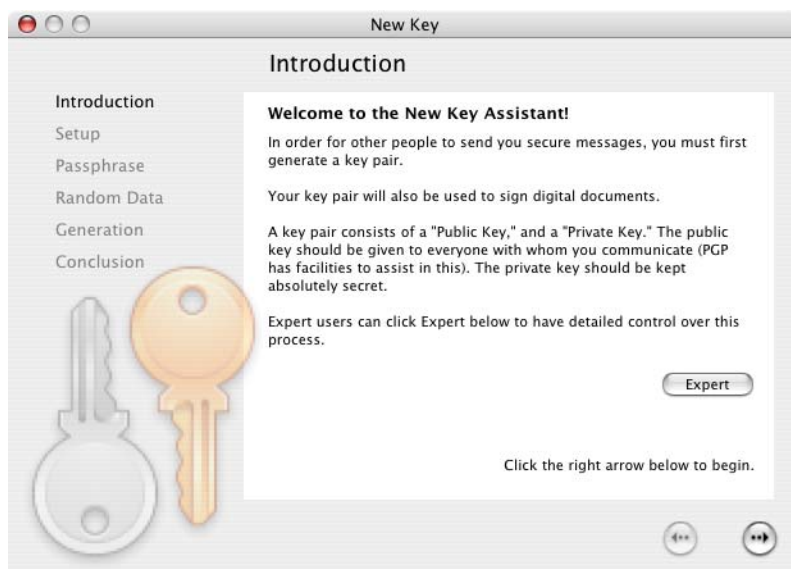 New Key
Introduction
Introduction
Setup
Passphrase
Random Data
Generation
Conclusion
Welcome to the New Key Assistant!
In order for other people to send you secure messages, you must first
generate a key pair.
Your key pair will also be used to sign digital documents.
A key pair consists of a "Public Key," and a "Private Key." The public
key should be given to everyone with whom you communicate (PGP
has facilities to assist in this). The private key should be kept
absolutely secret.
Expert users can click Expert below to have detailed control over this
process.
Expert
Click the right arrow below to begin.